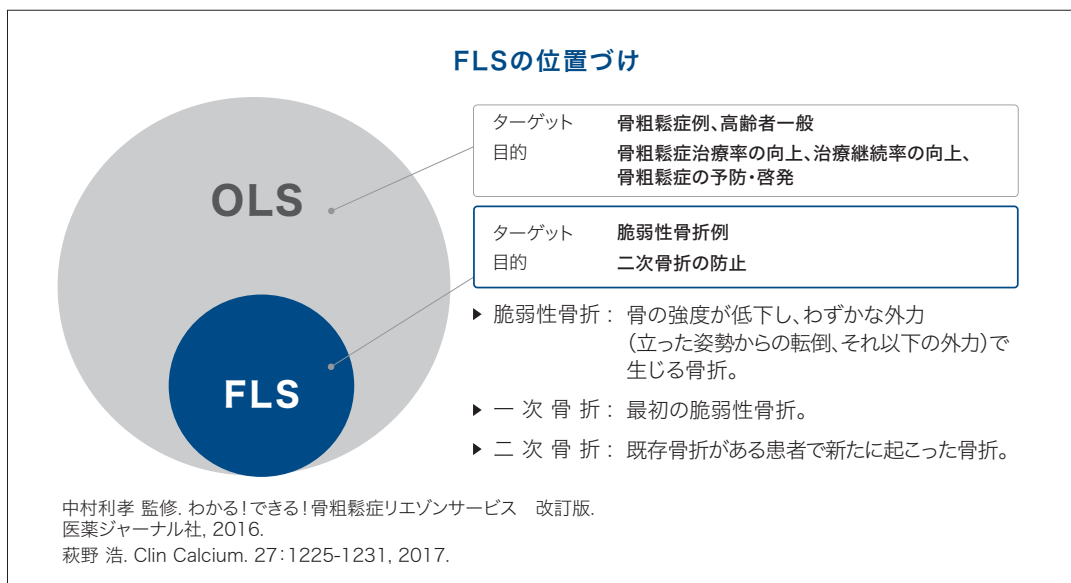 FLSの位置づけ
OLS
FLS
ターゲット 骨粗鬆症例、高齢者一般
目的 骨粗鬆症治療率の向上、治療継続率の向上、
骨粗鬆症の予防・啓発
ターゲット 脆弱性骨折例
目的 二次骨折の防止
▶ 脆弱性骨折： 骨の強度が低下し、わずかな外力
（立った姿勢からの転倒、それ以下の外力）で
生じる骨折。
▶ 一次骨折： 最初の脆弱性骨折。
▶ 二次骨折： 既存骨折がある患者で新たに起こった骨折。
中村利孝 監修. わかる！できる！骨粗鬆症リエゾンサービス　改訂版.
医薬ジャーナル社, 2016.
萩野 浩. Clin Calcium. 27：1225-1231, 2017.